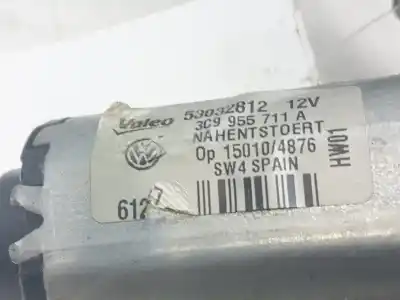 Valeo 53032812 12V
3C9 955 711 A
NAHENTSTOERT
Op 15010/4876
SW4 SPAIN
HW01
612